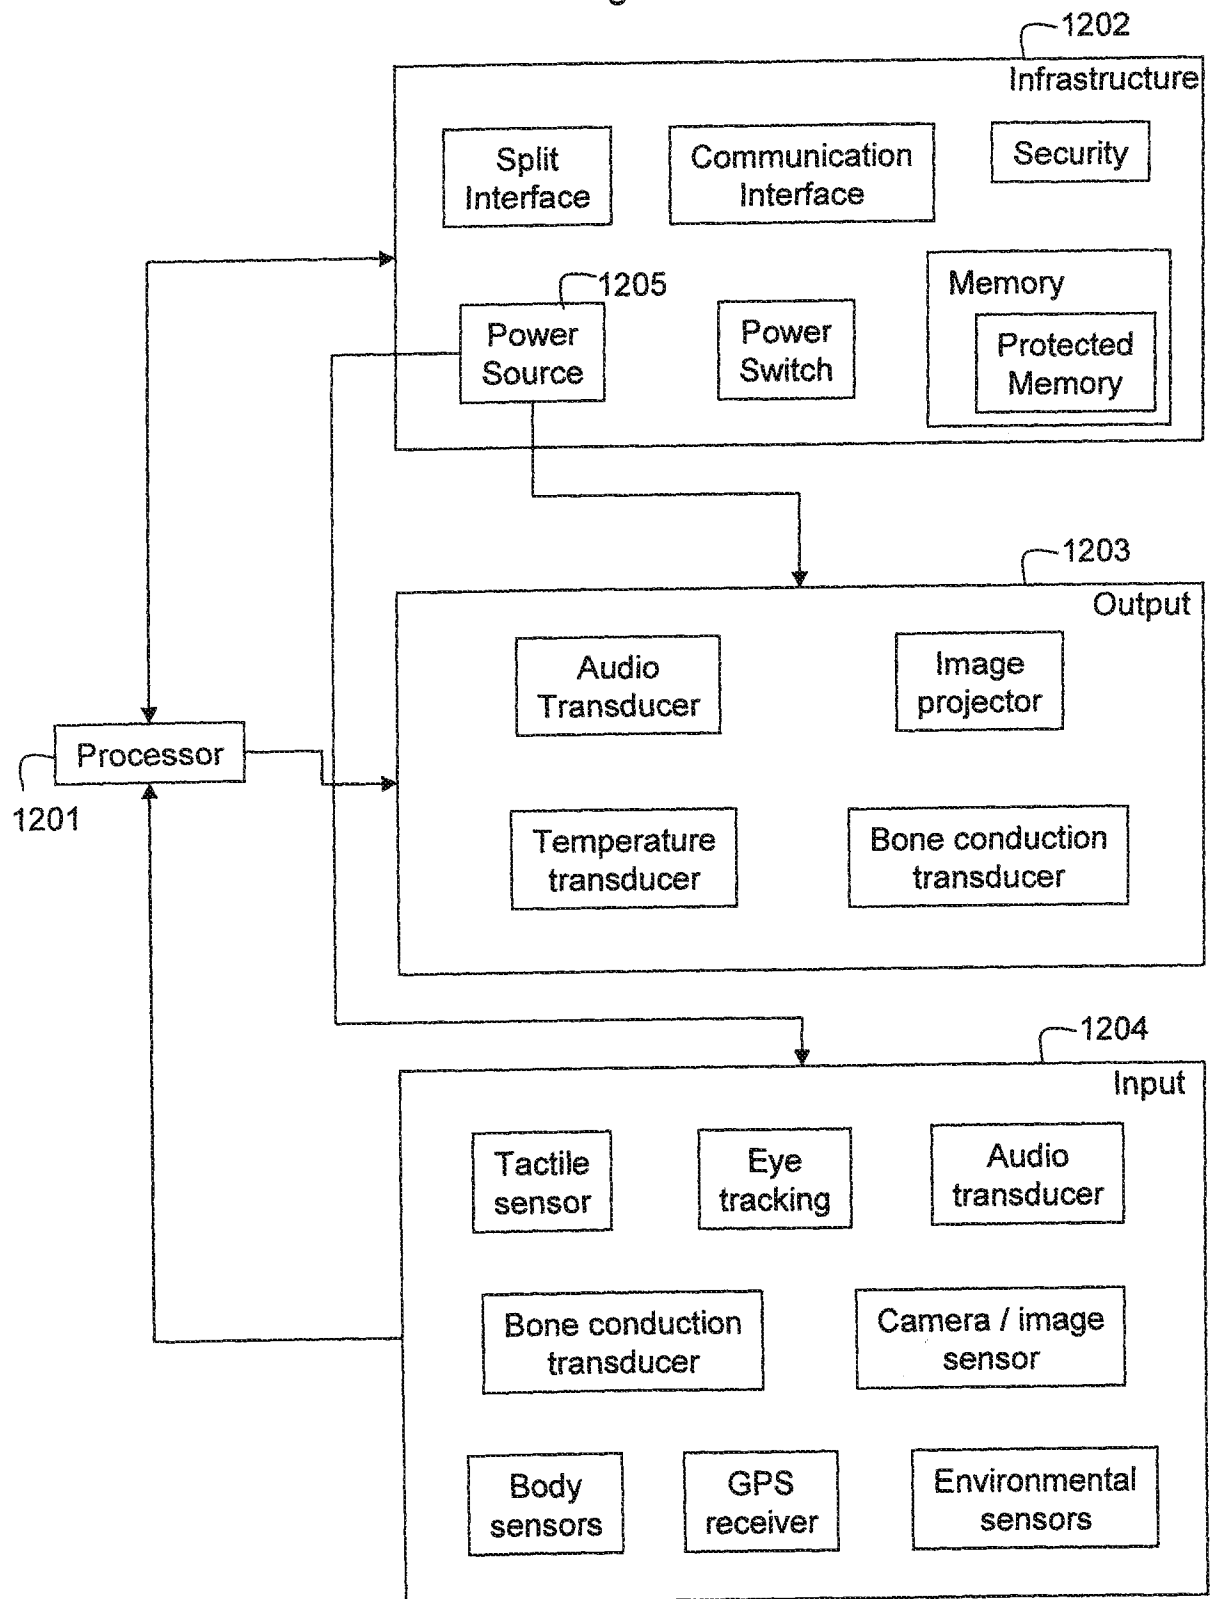 1202
Infrastructure
Split
Interface
Communication
Interface
Security
1205
Power
Source
Power
Switch
Memory
Protected
Memory
1203
Output
Audio
Transducer
Image
projector
Processor
1201
Temperature
transducer
Bone conduction
transducer
1204
Input
Tactile
sensor
Eye
tracking
Audio
transducer
Bone conduction
transducer
Camera / image
sensor
Body
sensors
GPS
receiver
Environmental
sensors